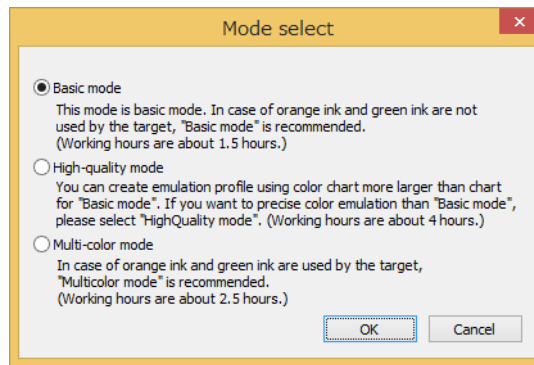 Mode select
Basic mode
This mode is basic mode. In case of orange ink and green ink are not
used by the target, "Basic mode" is recommended.
(Working hours are about 1.5 hours.)
High-quality mode
You can create emulation profile using color chart more larger than chart
for "Basic mode". If you want to precise color emulation than "Basic mode",
please select "HighQuality mode". (Working hours are about 4 hours.)
Multi-color mode
In case of orange ink and green ink are used by the target,
"Multicolor mode" is recommended.
(Working hours are about 2.5 hours.)
OK Cancel